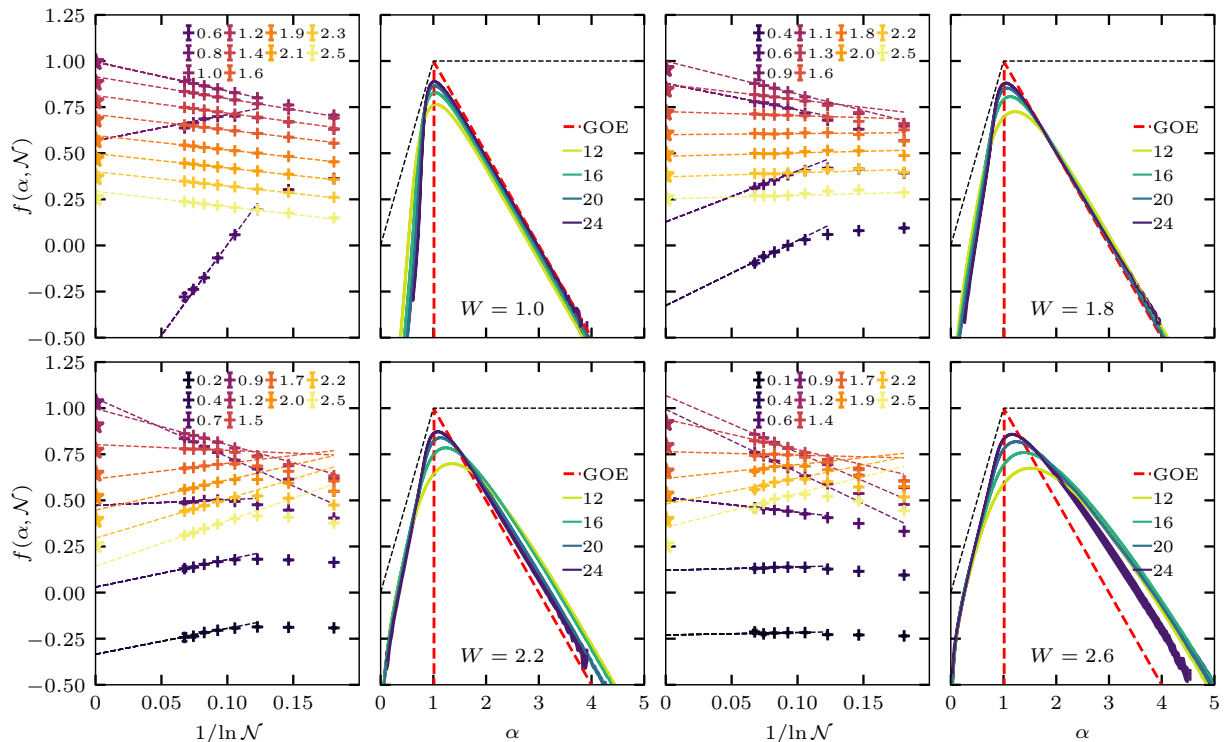 1.25
1.00
0.75
0.50
0.25
0.00
−0.25
−0.50
f(α, 𝒩)
0.6 1.2 1.9 2.3
0.8 1.4 2.1 2.5
1.0 1.6
GOE
12
16
20
24
W = 1.0
0.4 1.1 1.8 2.2
0.6 1.3 2.0 2.5
0.9 1.6
GOE
12
16
20
24
W = 1.8
1.25
1.00
0.75
0.50
0.25
0.00
−0.25
−0.50
f(α, 𝒩)
0.2 0.9 1.7 2.2
0.4 1.2 2.0 2.5
0.7 1.5
0 0.05 0.10 0.15
1/ln 𝒩
GOE
12
16
20
24
W = 2.2
0 1 2 3 4 5
α
0.1 0.9 1.7 2.2
0.4 1.2 1.9 2.5
0.6 1.4
0 0.05 0.10 0.15
1/ln 𝒩
GOE
12
16
20
24
W = 2.6
0 1 2 3 4 5
α